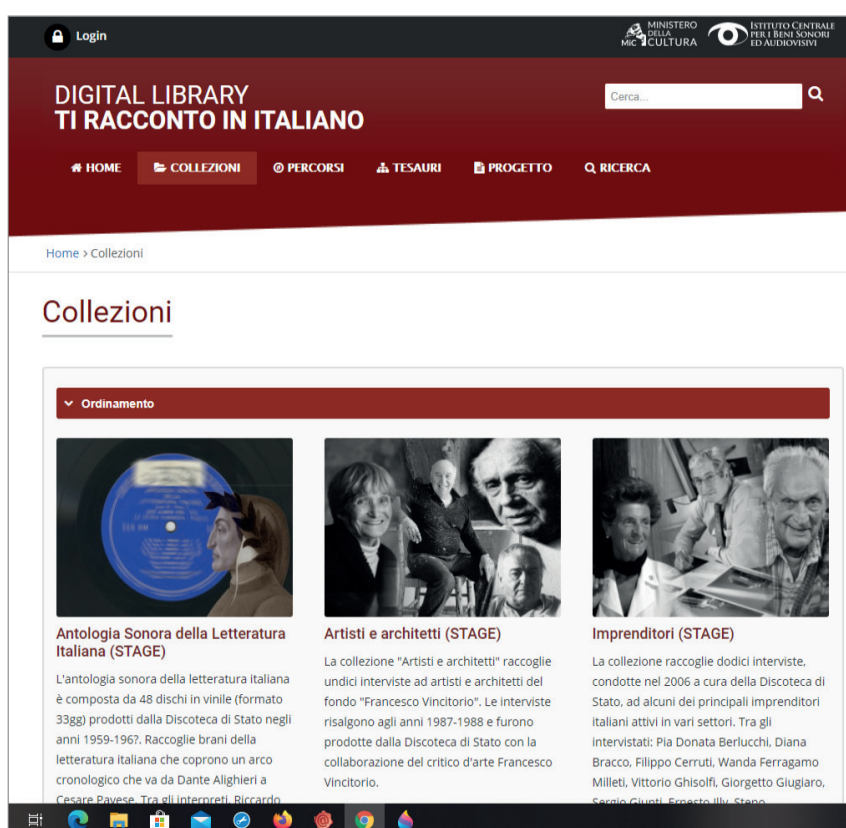 Login
MINISTERO
DELLA
CULTURA
MiC
ISTITUTO CENTRALE
PER I BENI SONORI
ED AUDIOVISIVI
DIGITAL LIBRARY
TI RACCONTO IN ITALIANO
Cerca...
HOME COLLEZIONI PERCORSI TESAURI PROGETTO RICERCA
Home > Collezioni
Collezioni
Ordinamento
Antologia Sonora della Letteratura
Italiana (STAGE)
L'antologia sonora della letteratura italiana
è composta da 48 dischi in vinile (formato
33gg) prodotti dalla Discoteca di Stato negli
anni 1959-196?. Raccoglie brani della
letteratura italiana che coprono un arco
cronologico che va da Dante Alighieri a
Cesare Pavese. Tra gli interpreti, Riccardo
Artisti e architetti (STAGE)
La collezione "Artisti e architetti" raccoglie
undici interviste ad artisti e architetti del
fondo "Francesco Vincitorio". Le interviste
risalgono agli anni 1987-1988 e furono
prodotte dalla Discoteca di Stato con la
collaborazione del critico d'arte Francesco
Vincitorio.
Imprenditori (STAGE)
La collezione raccoglie dodici interviste,
condotte nel 2006 a cura della Discoteca di
Stato, ad alcuni dei principali imprenditori
italiani attivi in vari settori. Tra gli
intervistati: Pia Donata Berlucchi, Diana
Bracco, Filippo Cerruti, Wanda Ferragamo
Milleti, Vittorio Ghisolfi, Giorgetto Giugiaro,
Sergio Giunti, Ernesto Illy, Steno